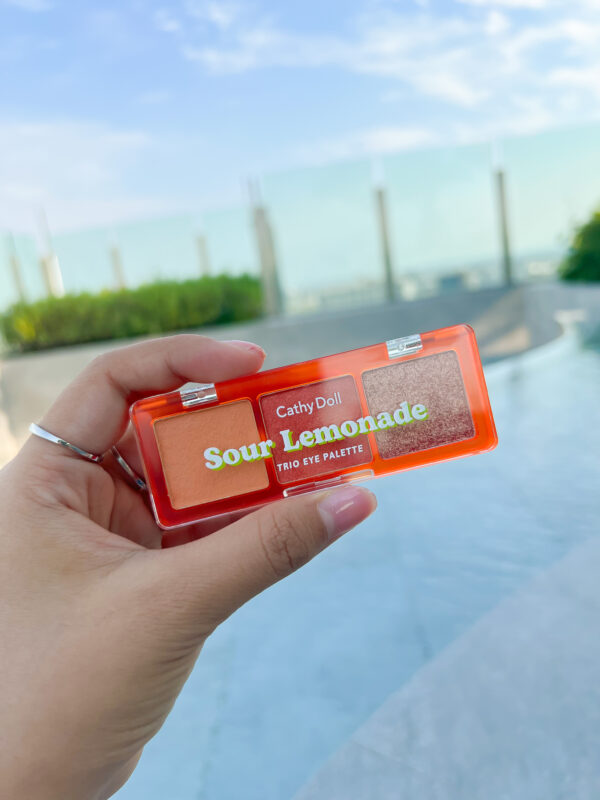 Cathy Doll
Sour Lemonade
TRIO EYE PALETTE